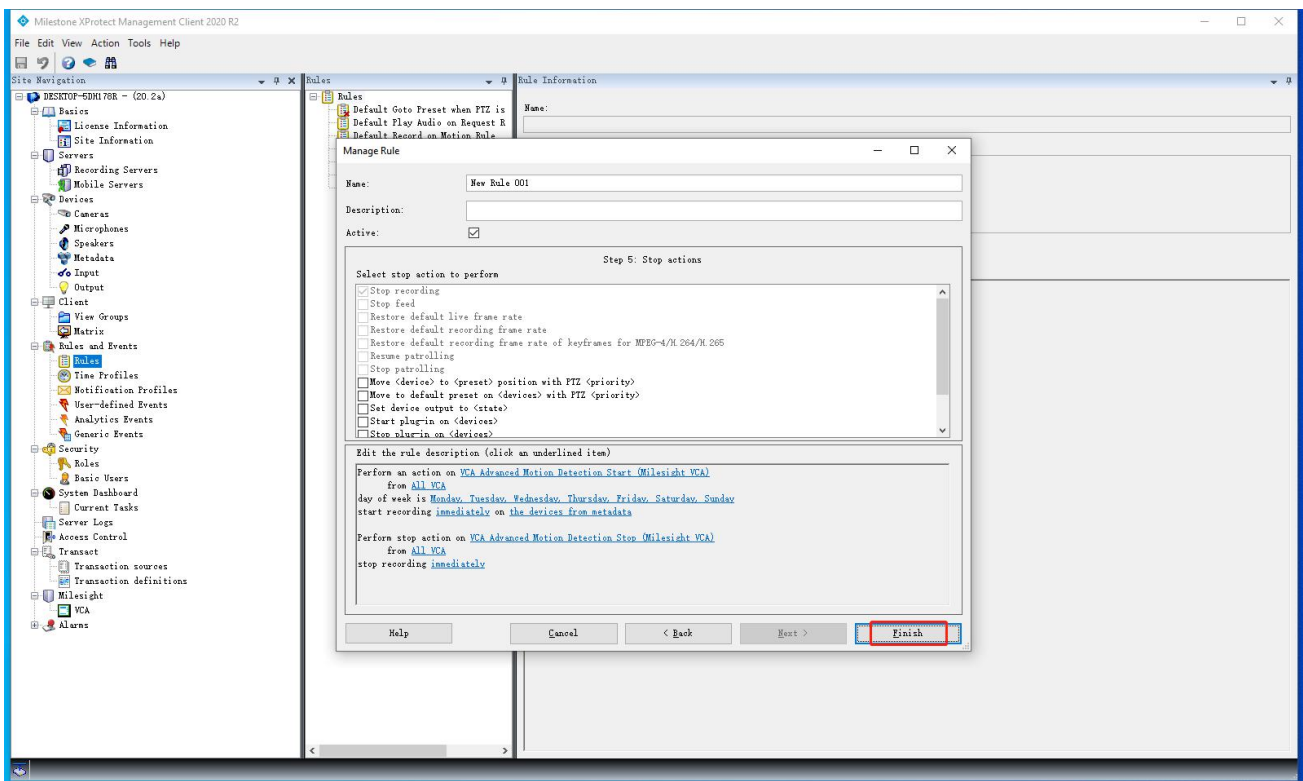 Milestone XProtect Management Client 2020 R2
File Edit View Action Tools Help
Site Navigation
DESKTOP-5DH178R - (20.2a)
Basics
License Information
Site Information
Servers
Recording Servers
Mobile Servers
Devices
Cameras
Microphones
Speakers
Metadata
Input
Output
Client
View Groups
Matrix
Rules and Events
Rules
Time Profiles
Notification Profiles
User-defined Events
Analytics Events
Generic Events
Security
Roles
Basic Users
System Dashboard
Current Tasks
Server Logs
Access Control
Transact
Transaction sources
Transaction definitions
Milesight
VCA
Alarms
Rules
Rules
Default Goto Preset when PTZ is
Default Play Audio on Request R
Default Record on Motion Rule
Rule Information
Name:
Manage Rule
Name: New Rule 001
Description:
Active:
Step 5: Stop actions
Select stop action to perform
Stop recording
Stop feed
Restore default live frame rate
Restore default recording frame rate
Restore default recording frame rate of keyframes for MPEG-4/H.264/H.265
Resume patrolling
Stop patrolling
Move <device> to <preset> position with PTZ <priority>
Move to default preset on <devices> with PTZ <priority>
Set device output to <state>
Start plug-in on <devices>
Stop plug-in on <devices>
Edit the rule description (click an underlined item)
Perform an action on VCA Advanced Motion Detection Start (Milesight VCA)
from All VCA
day of week is Monday, Tuesday, Wednesday, Thursday, Friday, Saturday, Sunday
start recording immediately on the devices from metadata
Perform stop action on VCA Advanced Motion Detection Stop (Milesight VCA)
from All VCA
stop recording immediately
Help Cancel < Back Next > Finish